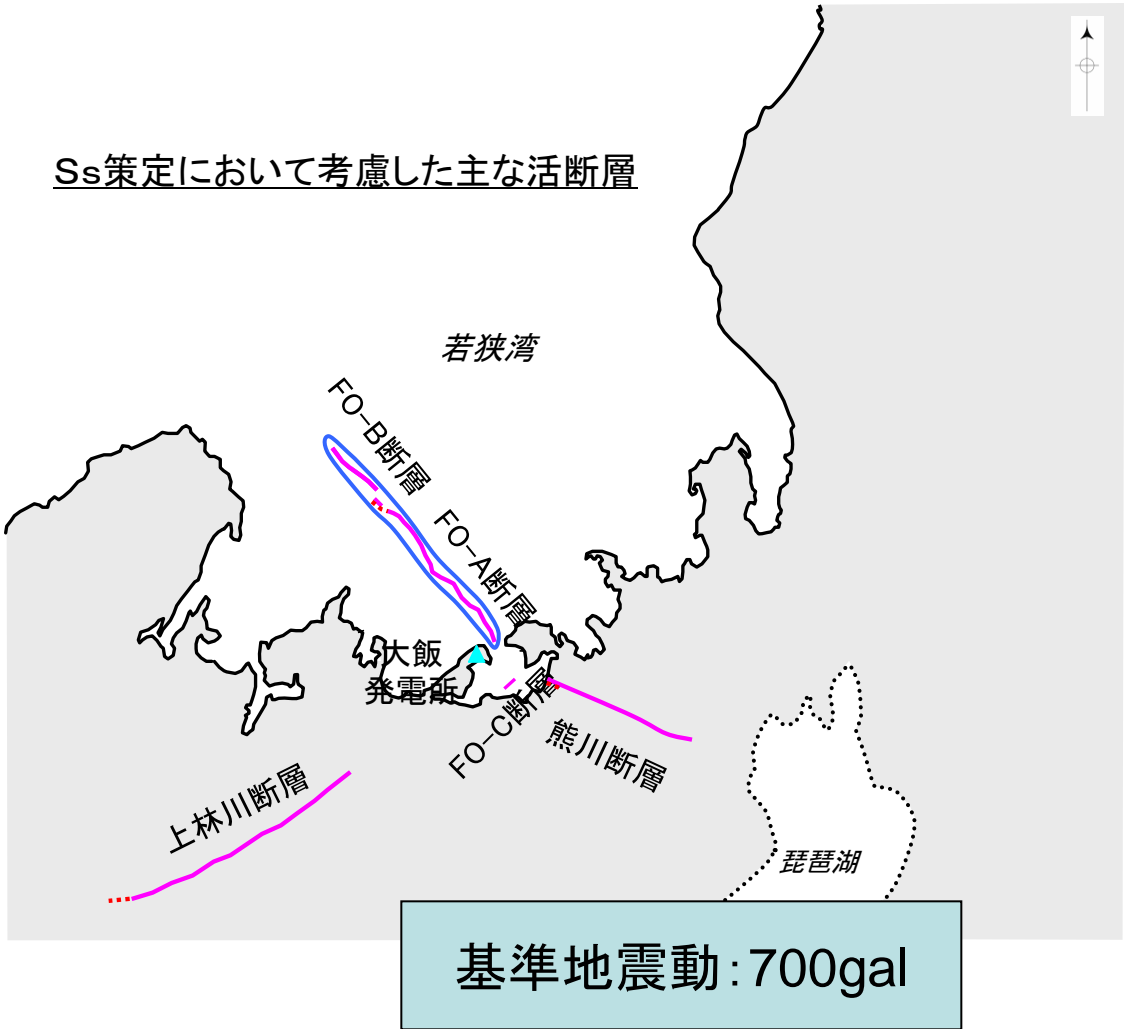 Ss策定において考慮した主な活断層
若狭湾
FO-B断層
FO-A断層
大飯
発電所
FO-C断層
熊川断層
上林川断層
琵琶湖
基準地震動:700gal